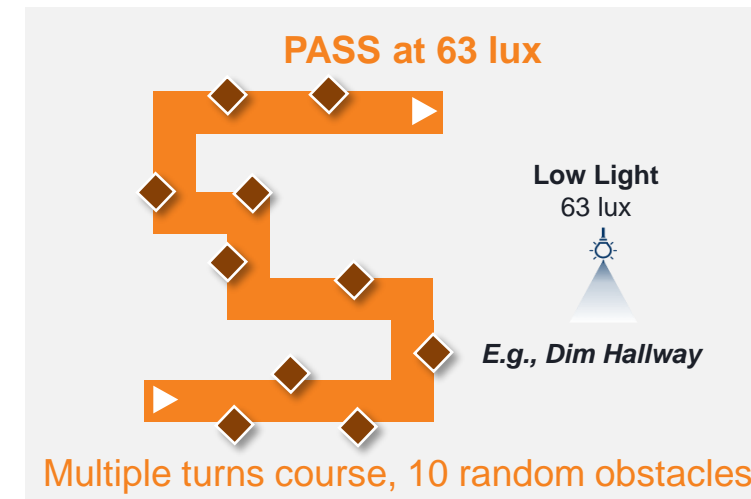 PASS at 63 lux
Low Light
63 lux
E.g., Dim Hallway
Multiple turns course, 10 random obstacles